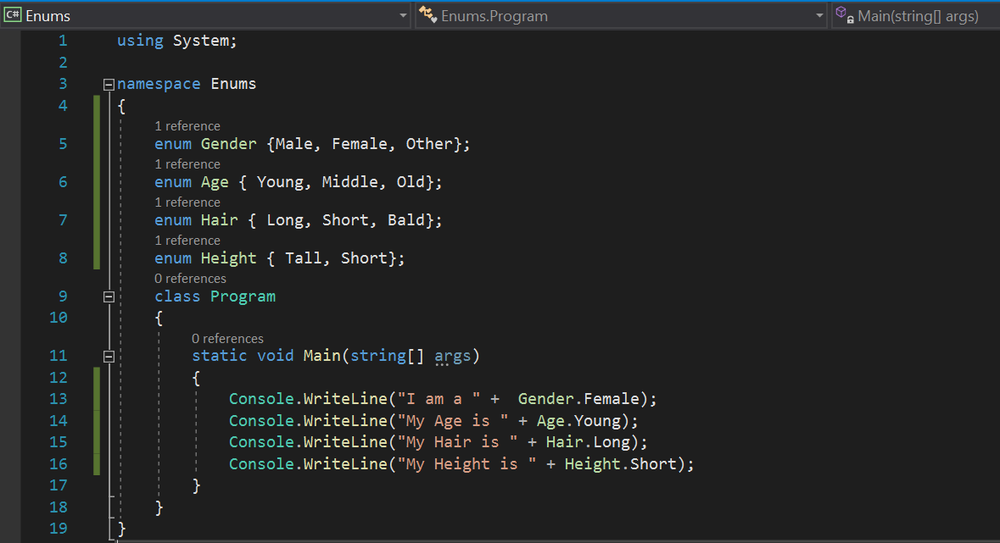 C# Enums Enums.Program Main(string[] args)
1 using System;
2
3 namespace Enums
4 {
1 reference
5 enum Gender {Male, Female, Other};
1 reference
6 enum Age { Young, Middle, Old};
1 reference
7 enum Hair { Long, Short, Bald};
1 reference
8 enum Height { Tall, Short};
0 references
9 class Program
10 {
0 references
11 static void Main(string[] args)
12 {
13 Console.WriteLine("I am a " +  Gender.Female);
14 Console.WriteLine("My Age is " + Age.Young);
15 Console.WriteLine("My Hair is " + Hair.Long);
16 Console.WriteLine("My Height is " + Height.Short);
17 }
18 }
19 }